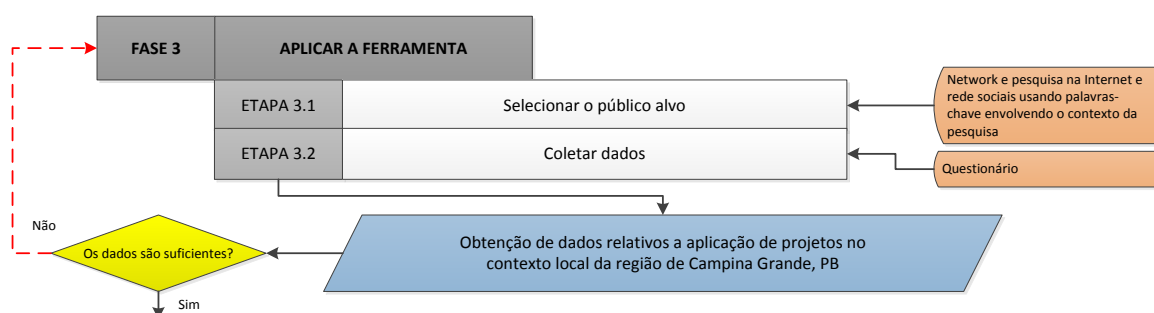 FASE 3
APLICAR A FERRAMENTA
ETAPA 3.1
Selecionar o público alvo
Network e pesquisa na Internet e
rede sociais usando palavras-
chave envolvendo o contexto da
pesquisa
ETAPA 3.2
Coletar dados
Questionário
Não
Os dados são suficientes?
Obtenção de dados relativos a aplicação de projetos no
contexto local da região de Campina Grande, PB
Sim